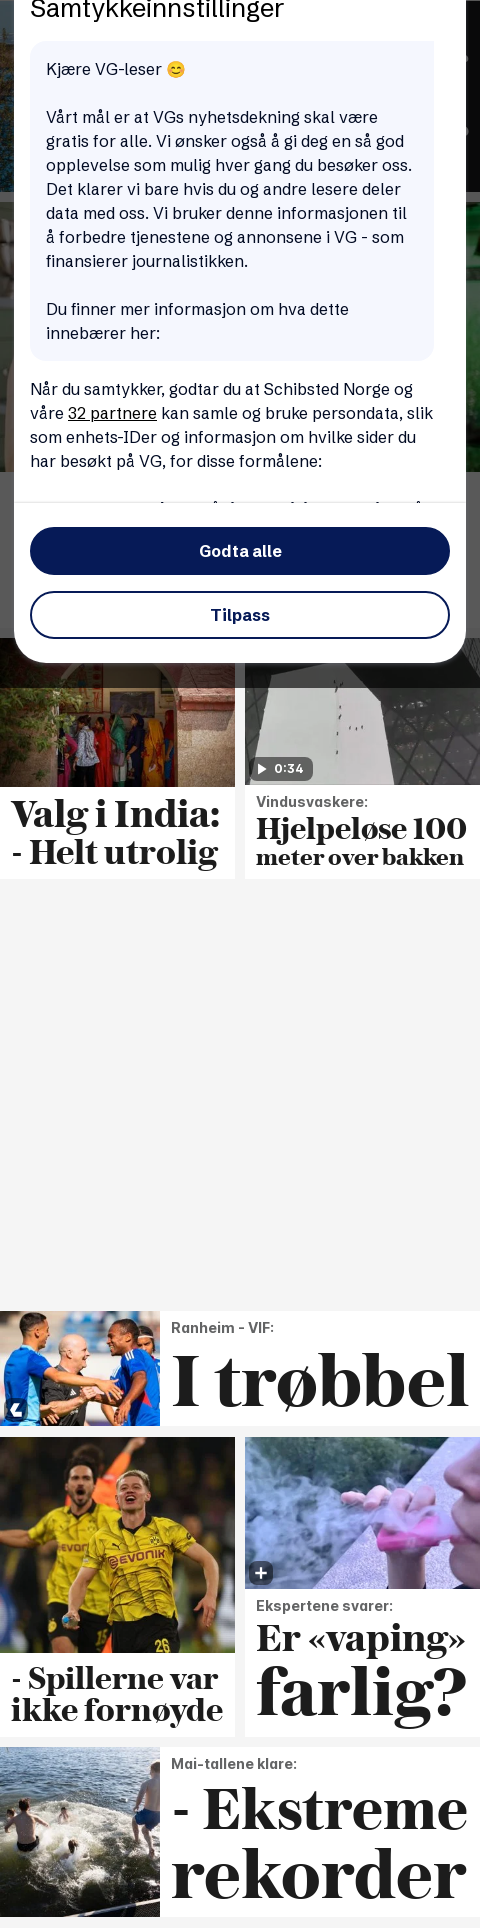 Samtykkeinnstillinger
Kjære VG-leser 😊
Vårt mål er at VGs nyhetsdekning skal være
gratis for alle. Vi ønsker også å gi deg en så god
opplevelse som mulig hver gang du besøker oss.
Det klarer vi bare hvis du og andre lesere deler
data med oss. Vi bruker denne informasjonen til
å forbedre tjenestene og annonsene i VG - som
finansierer journalistikken.
Du finner mer informasjon om hva dette
innebærer her:
Når du samtykker, godtar du at Schibsted Norge og
våre 32 partnere kan samle og bruke persondata, slik
som enhets-IDer og informasjon om hvilke sider du
har besøkt på VG, for disse formålene:
Godta alle
Tilpass
Valg i India:
- Helt utrolig
0:34
Vindusvaskere:
Hjelpeløse 100
meter over bakken
Ranheim - VIF:
I trøbbel
EVONIK
26
- Spillerne var
ikke fornøyde
Ekspertene svarer:
Er «vaping»
farlig?
Mai-tallene klare:
- Ekstreme
rekorder